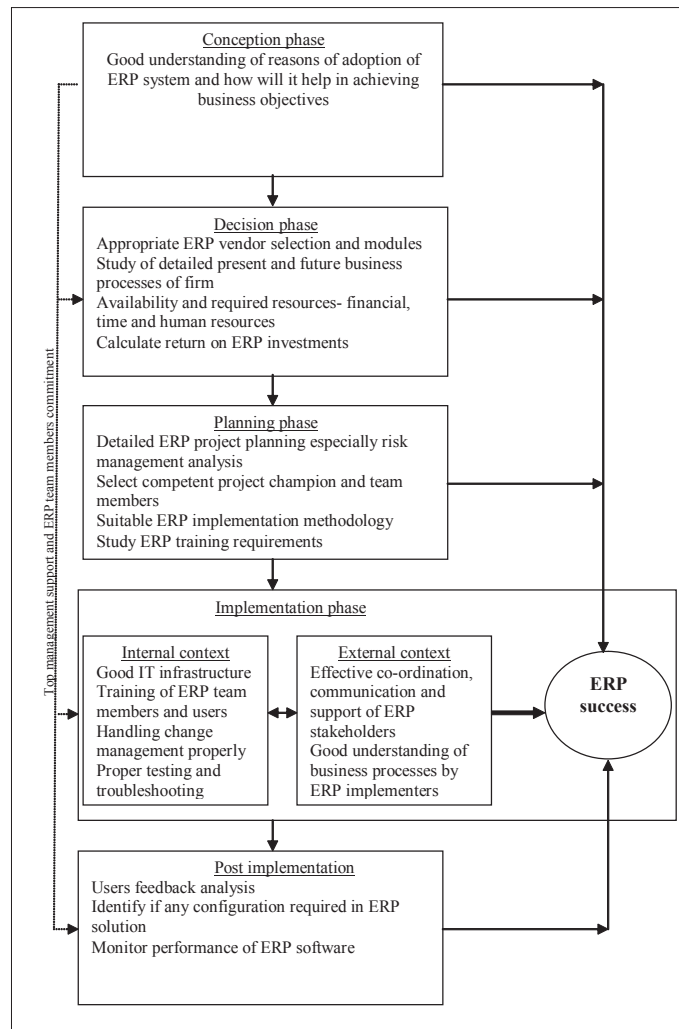 Conception phase
Good understanding of reasons of adoption of
ERP system and how will it help in achieving
business objectives
Decision phase
Appropriate ERP vendor selection and modules
Study of detailed present and future business
processes of firm
Availability and required resources- financial,
time and human resources
Calculate return on ERP investments
Top management support and ERP team members commitment
Planning phase
Detailed ERP project planning especially risk
management analysis
Select competent project champion and team
members
Suitable ERP implementation methodology
Study ERP training requirements
Implementation phase
Internal context
Good IT infrastructure
Training of ERP team
members and users
Handling change
management properly
Proper testing and
troubleshooting
External context
Effective co-ordination,
communication and
support of ERP
stakeholders
Good understanding of
business processes by
ERP implementers
ERP
success
Post implementation
Users feedback analysis
Identify if any configuration required in ERP
solution
Monitor performance of ERP software